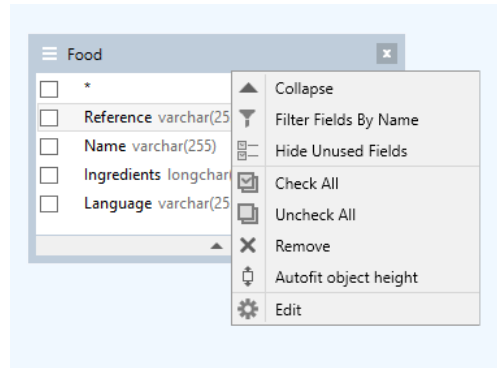 Food
*
Reference varchar(25
Name varchar(255)
Ingredients longchar(
Language varchar(25
Collapse
Filter Fields By Name
Hide Unused Fields
Check All
Uncheck All
Remove
Autofit object height
Edit